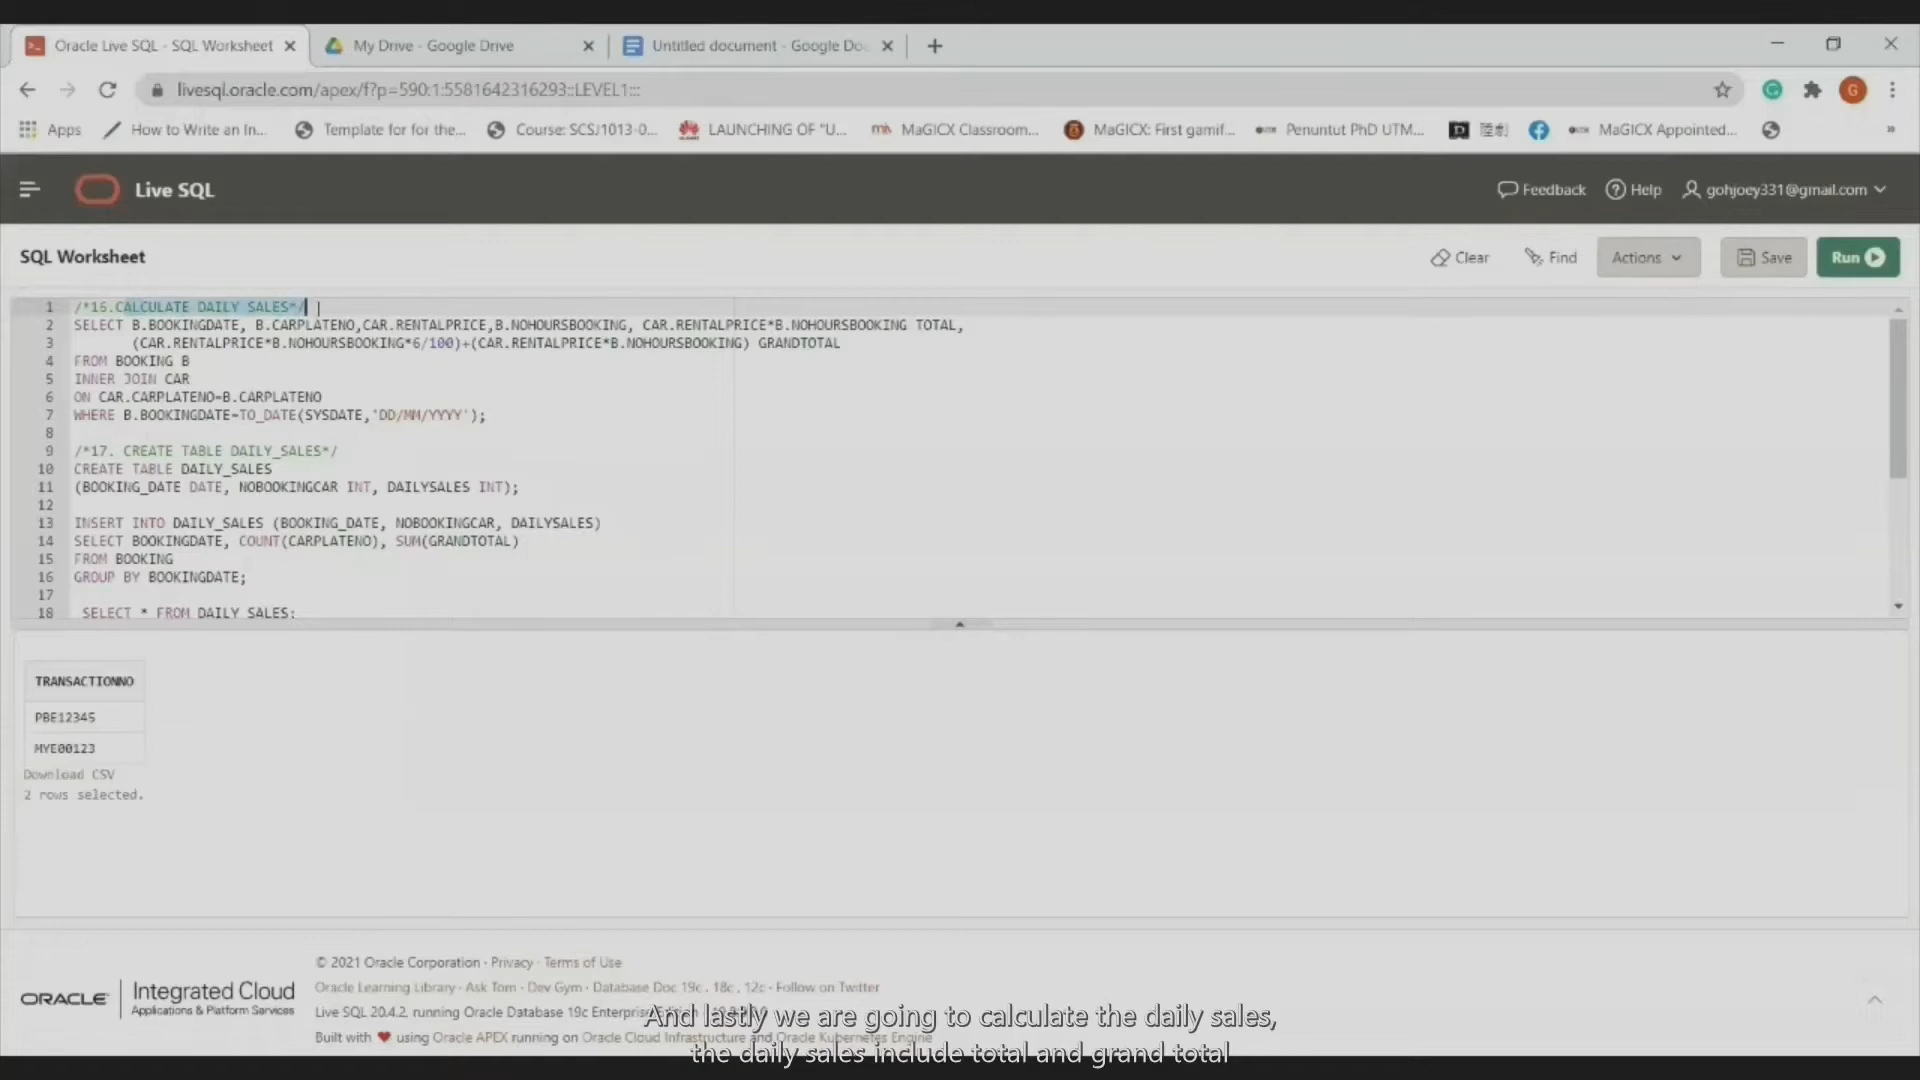 Oracle Live SQL - SQL Worksheet
My Drive - Google Drive
Untitled document - Google Doc
livesql.oracle.com/apex/f?p=590:1:5581642316293::LEVEL1:::
G
Apps
How to Write an In...
Template for for the...
Course: SCSJ1013-0...
LAUNCHING OF "U...
MaGICX Classroom...
MaGICX: First gamif...
Penuntut PhD UTM...
MaGICX Appointed...
»
Live SQL
Feedback
Help
gohjoey331@gmail.com
SQL Worksheet
Clear
Find
Actions
Save
Run
1 /*16.CALCULATE DAILY SALES*/
2 SELECT B.BOOKINGDATE, B.CARPLATENO,CAR.RENTALPRICE,B.NOHOURSBOOKING, CAR.RENTALPRICE*B.NOHOURSBOOKING TOTAL,
3 (CAR.RENTALPRICE*B.NOHOURSBOOKING*6/100)+(CAR.RENTALPRICE*B.NOHOURSBOOKING) GRANDTOTAL
4 FROM BOOKING B
5 INNER JOIN CAR
6 ON CAR.CARPLATENO=B.CARPLATENO
7 WHERE B.BOOKINGDATE=TO_DATE(SYSDATE,'DD/MM/YYYY');
8
9 /*17. CREATE TABLE DAILY_SALES*/
10 CREATE TABLE DAILY_SALES
11 (BOOKING_DATE DATE, NOBOOKINGCAR INT, DAILYSALES INT);
12
13 INSERT INTO DAILY_SALES (BOOKING_DATE, NOBOOKINGCAR, DAILYSALES)
14 SELECT BOOKINGDATE, COUNT(CARPLATENO), SUM(GRANDTOTAL)
15 FROM BOOKING
16 GROUP BY BOOKINGDATE;
17
18 SELECT * FROM DAILY_SALES;
TRANSACTIONNO
PBE12345
MYE00123
Download CSV
2 rows selected.
© 2021 Oracle Corporation · Privacy · Terms of Use
ORACLE
Integrated Cloud
Applications & Platform Services
Oracle Learning Library · Ask Tom · Dev Gym · Database Doc 19c, 18c, 12c · Follow on Twitter
Live SQL 20.4.2, running Oracle Database 19c Enterprise
Built with ❤ using Oracle APEX running on Oracle Cloud Infrastructure and Oracle Kubernetes Engine
And lastly we are going to calculate the daily sales,
the daily sales include total and grand total